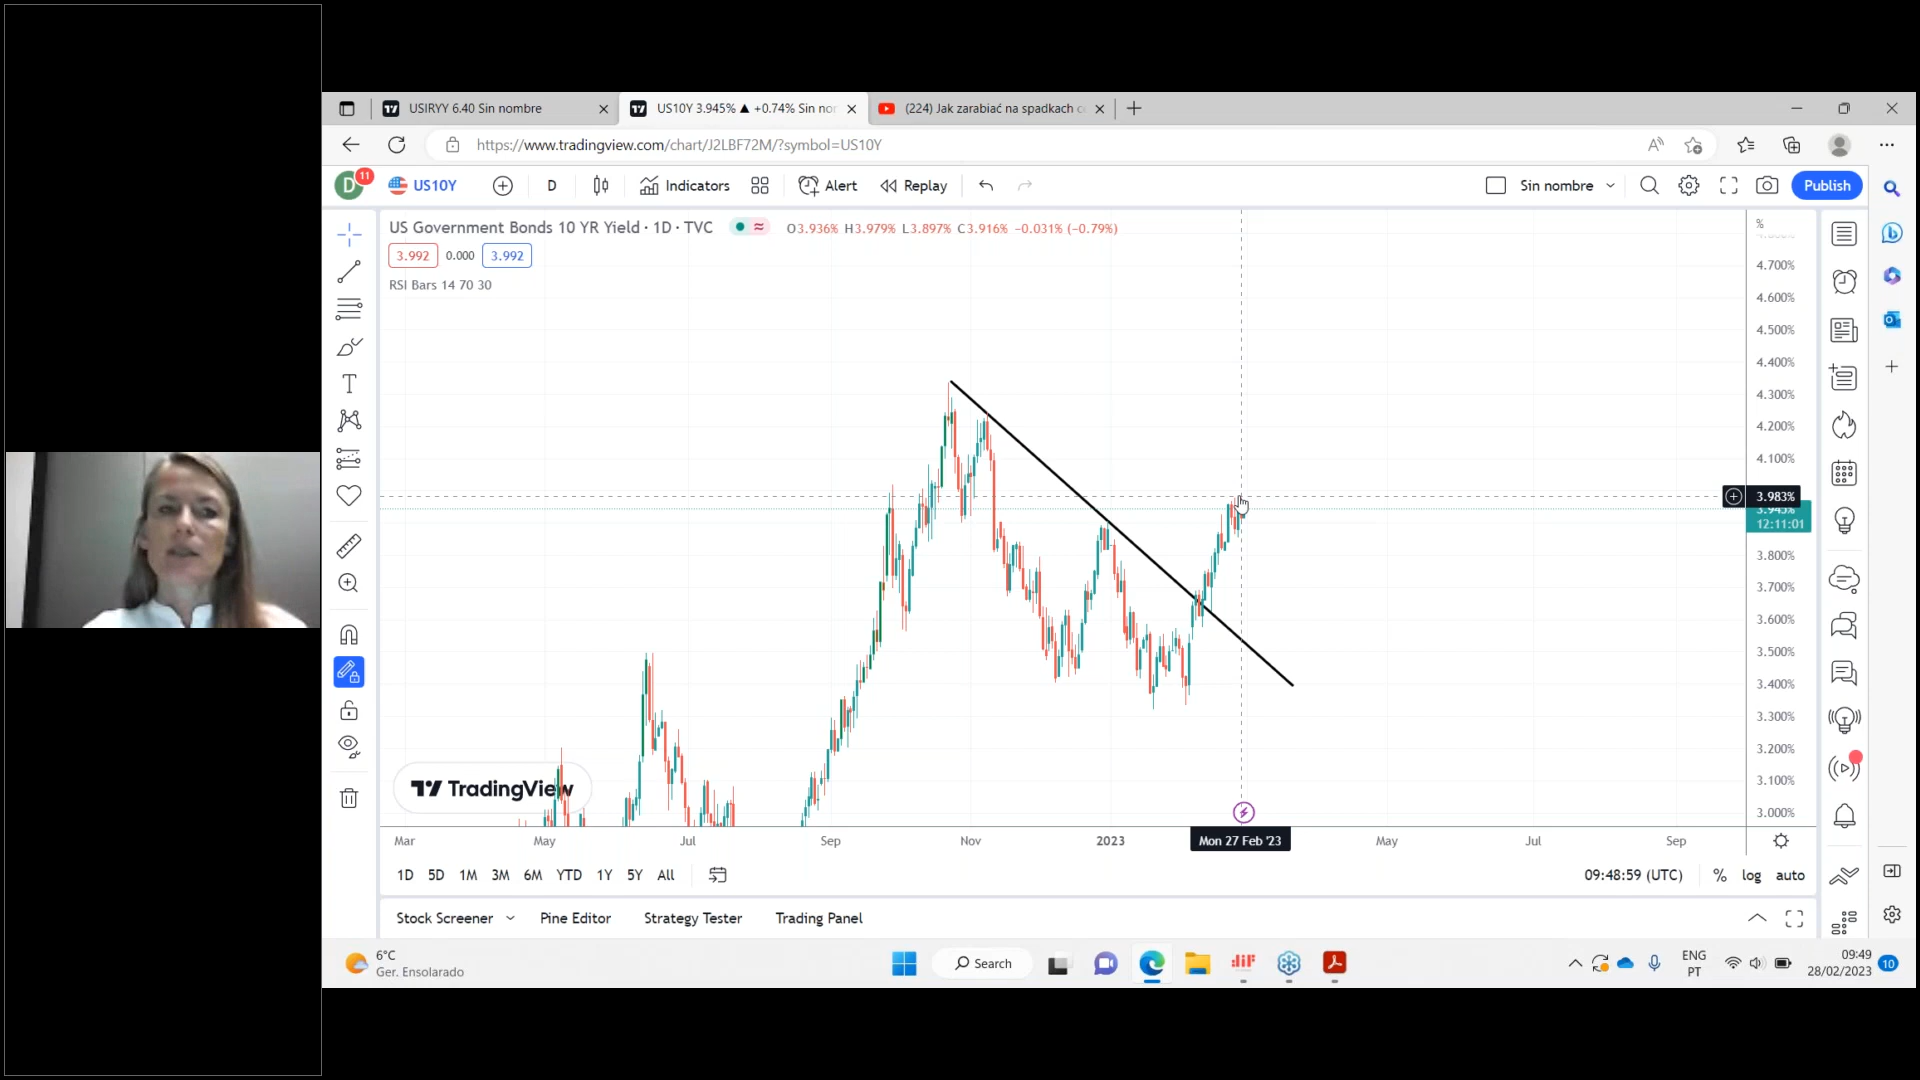 USIRYY 6.40 Sin nombre
US10Y 3.945% ▲ +0.74% Sin nor
(224) Jak zarabiać na spadkach c
https://www.tradingview.com/chart/J2LBF72M/?symbol=US10Y
D
11
US10Y
D
Indicators
Alert
Replay
Sin nombre
Publish
US Government Bonds 10 YR Yield · 1D · TVC
O3.936% H3.979% L3.897% C3.916% −0.031% (−0.79%)
3.992
0.000
3.992
RSI Bars 14 70 30
%
4.700%
4.600%
4.500%
4.400%
4.300%
4.200%
4.100%
3.983%
3.945%
12:11:01
3.800%
3.700%
3.600%
3.500%
3.400%
3.300%
3.200%
3.100%
3.000%
TradingView
Mar
May
Jul
Sep
Nov
2023
Mon 27 Feb '23
May
Jul
Sep
1D
5D
1M
3M
6M
YTD
1Y
5Y
All
09:48:59 (UTC)
%
log
auto
Stock Screener
Pine Editor
Strategy Tester
Trading Panel
6°C
Ger. Ensolarado
Search
ENG
PT
09:49
28/02/2023
10